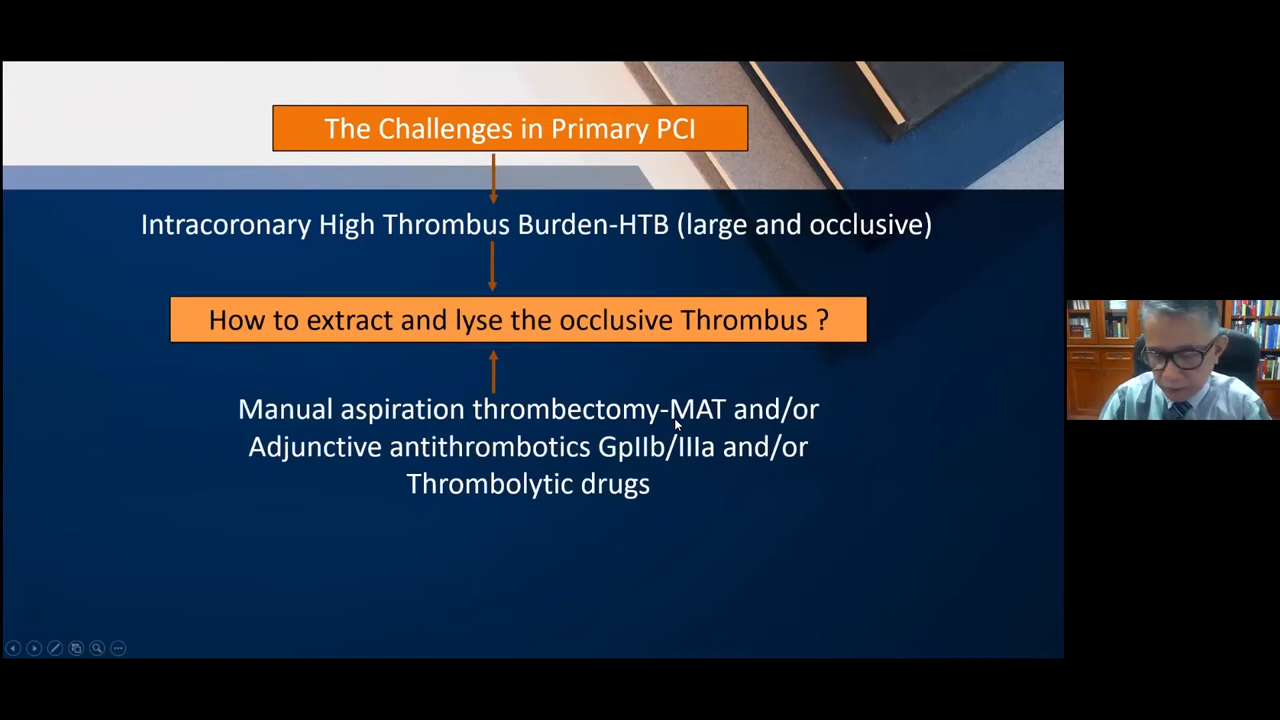 The Challenges in Primary PCI
Intracoronary High Thrombus Burden-HTB (large and occlusive)
How to extract and lyse the occlusive Thrombus ?
Manual aspiration thrombectomy-MAT and/or
Adjunctive antithrombotics GpIIb/IIIa and/or
Thrombolytic drugs